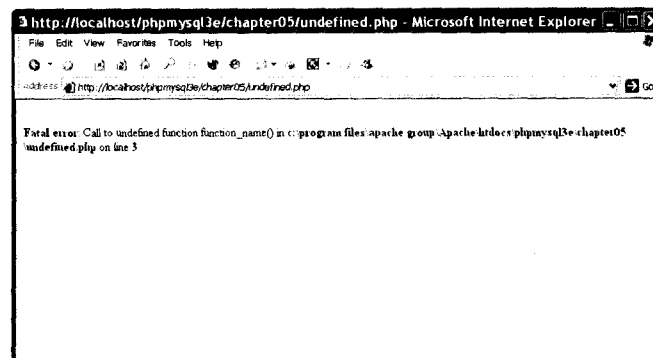 http://localhost/phpmysql3e/chapter05/undefined.php - Microsoft Internet Explorer
File Edit View Favorites Tools Help
Address http://localhost/phpmysql3e/chapter05/undefined.php Go
Fatal error: Call to undefined function function_name() in c:\program files\apache group\Apache\htdocs\phpmysql3e\chapter05
\undefined.php on line 3